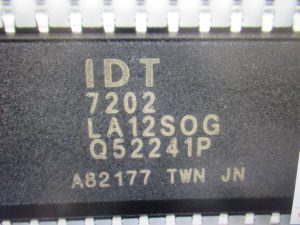 IDT
7202
LA12SOG
Q52241P
A82177 TWN JN